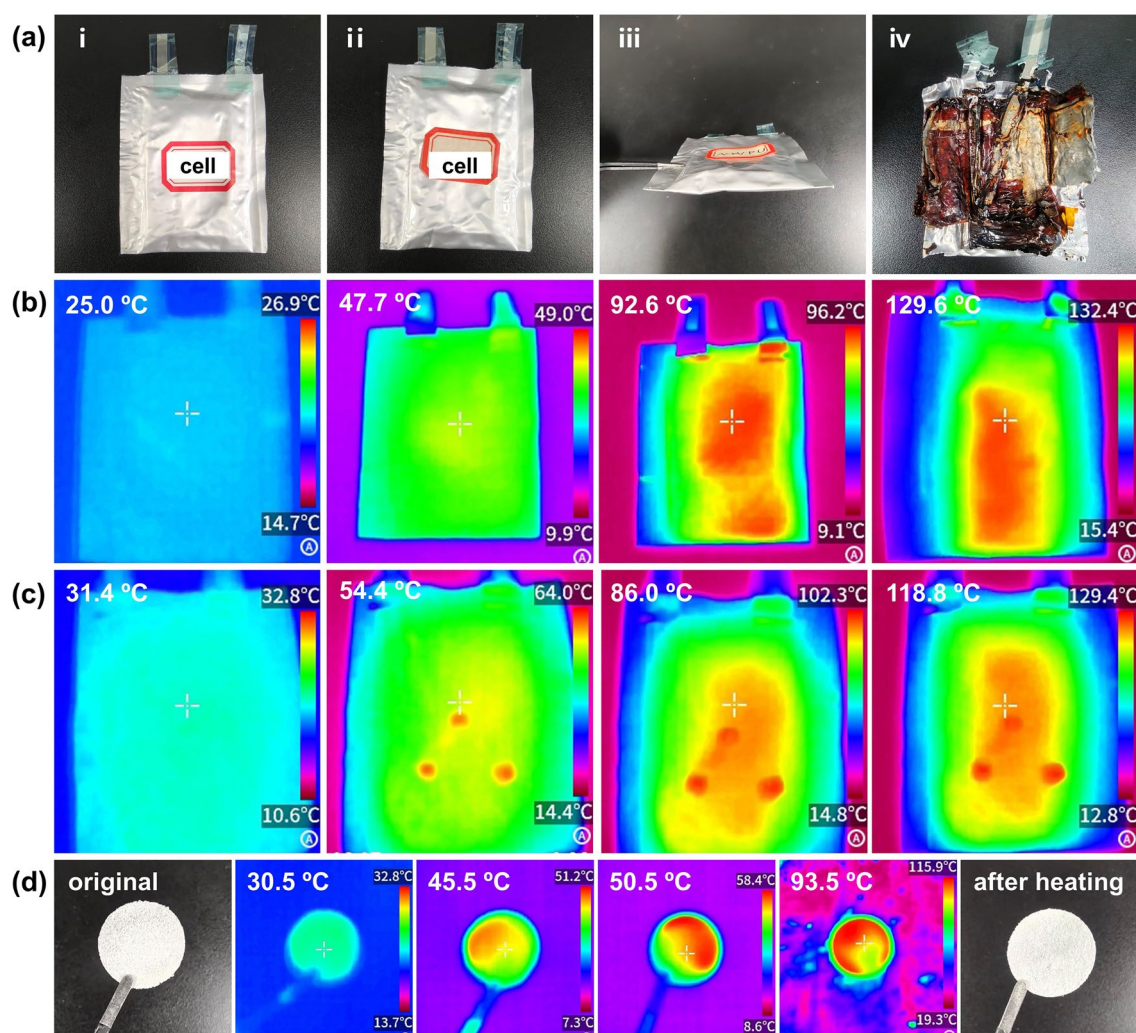 (a)
i
ii
iii
iv
cell
cell
(b)
25.0 ºC
26.9°C
14.7°C
A
47.7 ºC
49.0°C
9.9°C
92.6 ºC
96.2°C
9.1°C
129.6 ºC
132.4°C
15.4°C
A
(c)
31.4 ºC
32.8°C
10.6°C
A
54.4 ºC
64.0°C
14.4°C
A
86.0 ºC
102.3°C
14.8°C
A
118.8 ºC
129.4°C
12.8°C
A
(d)
original
30.5 ºC
32.8°C
13.7°C
45.5 ºC
51.2°C
7.3°C
50.5 ºC
58.4°C
8.6°C
93.5 ºC
115.9°C
19.3°C
after heating